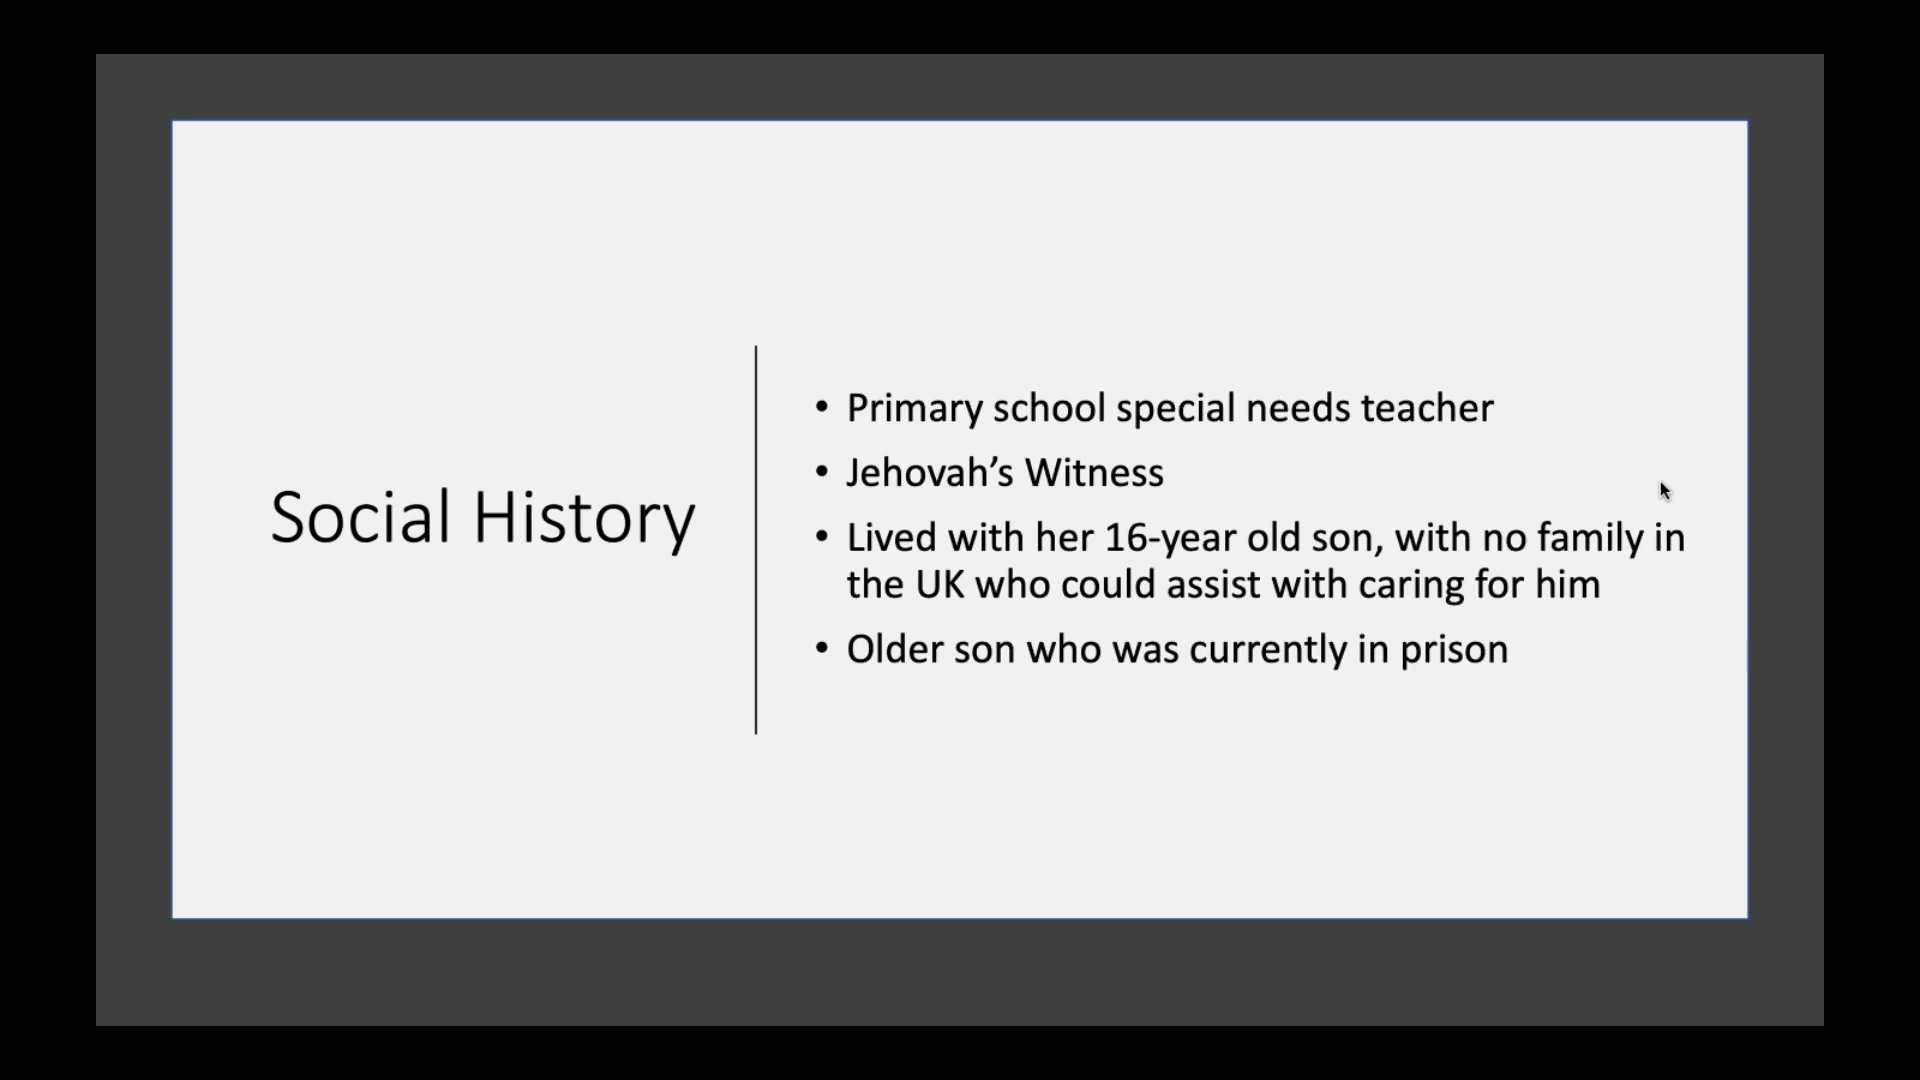 Social History
• Primary school special needs teacher
• Jehovah’s Witness
• Lived with her 16-year old son, with no family in
the UK who could assist with caring for him
• Older son who was currently in prison